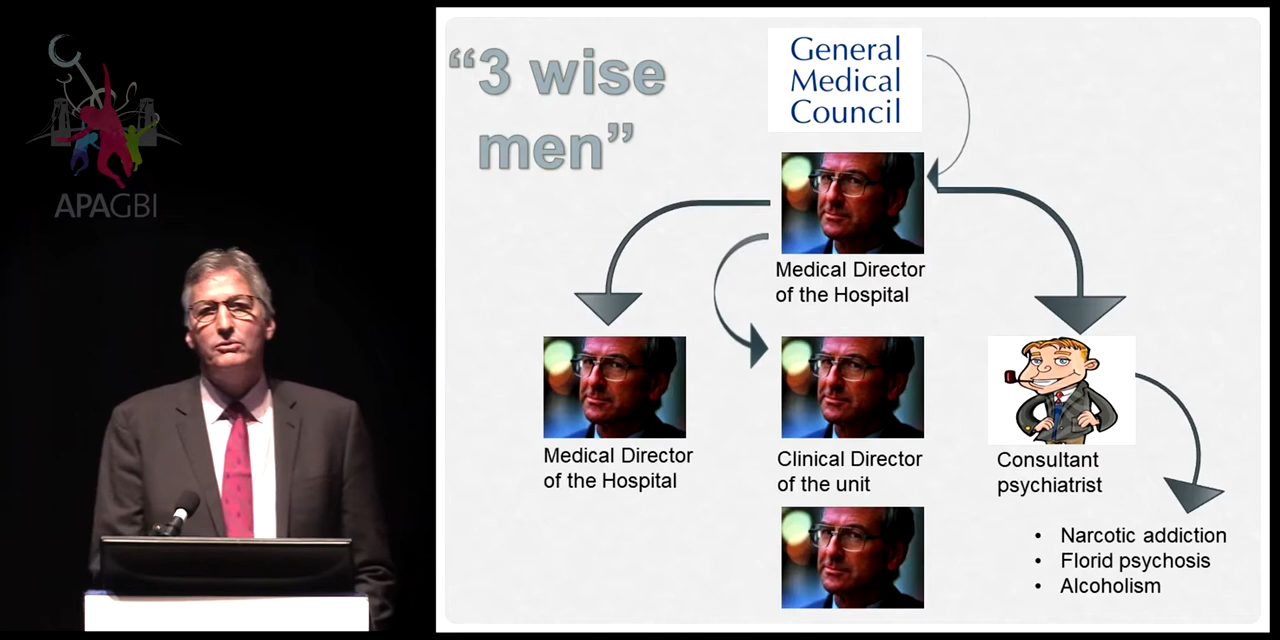 APAGBI
“3 wise
men”
General
Medical
Council
Medical Director
of the Hospital
Medical Director
of the Hospital
Clinical Director
of the unit
Consultant
psychiatrist
• Narcotic addiction
• Florid psychosis
• Alcoholism